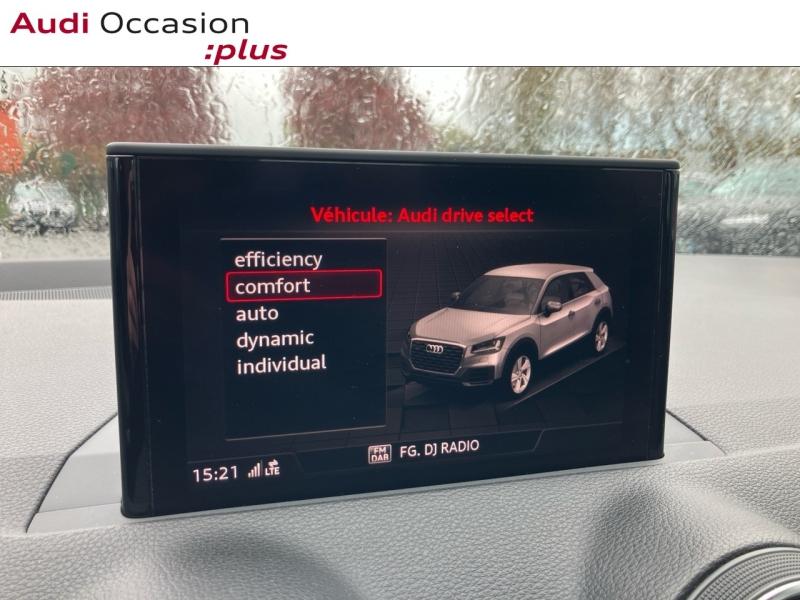 Audi Occasion
:plus
Véhicule: Audi drive select
efficiency
comfort
auto
dynamic
individual
FM
DAB
FG. DJ RADIO
15:21
LTE